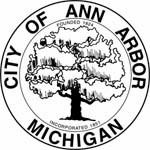 CITY OF ANN ARBOR
FOUNDED 1824
INCORPORATED 1851
MICHIGAN